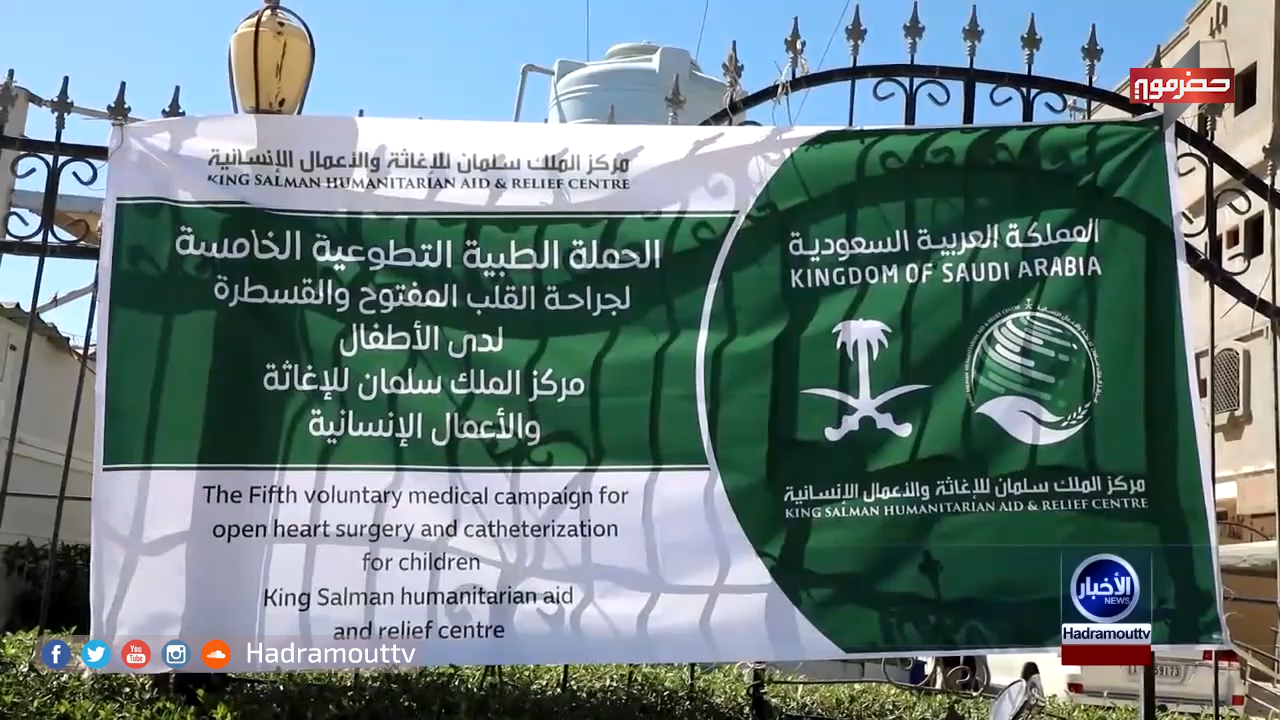 حضرموت
مركز الملك سلمان للإغاثة والأعمال الإنسانية
KING SALMAN HUMANITARIAN AID & RELIEF CENTRE
الحملة الطبية التطوعية الخامسة
لجراحة القلب المفتوح والقسطرة
لدى الأطفال
مركز الملك سلمان للإغاثة
والأعمال الإنسانية
The Fifth voluntary medical campaign for
open heart surgery and catheterization
for children
King Salman humanitarian aid
and relief centre
المملكة العربية السعودية
KINGDOM OF SAUDI ARABIA
مركز الملك سلمان للإغاثة والأعمال الإنسانية
KING SALMAN HUMANITARIAN AID & RELIEF CENTRE
الأخبار
NEWS
Hadramouttv
You
Tube
Hadramouttv